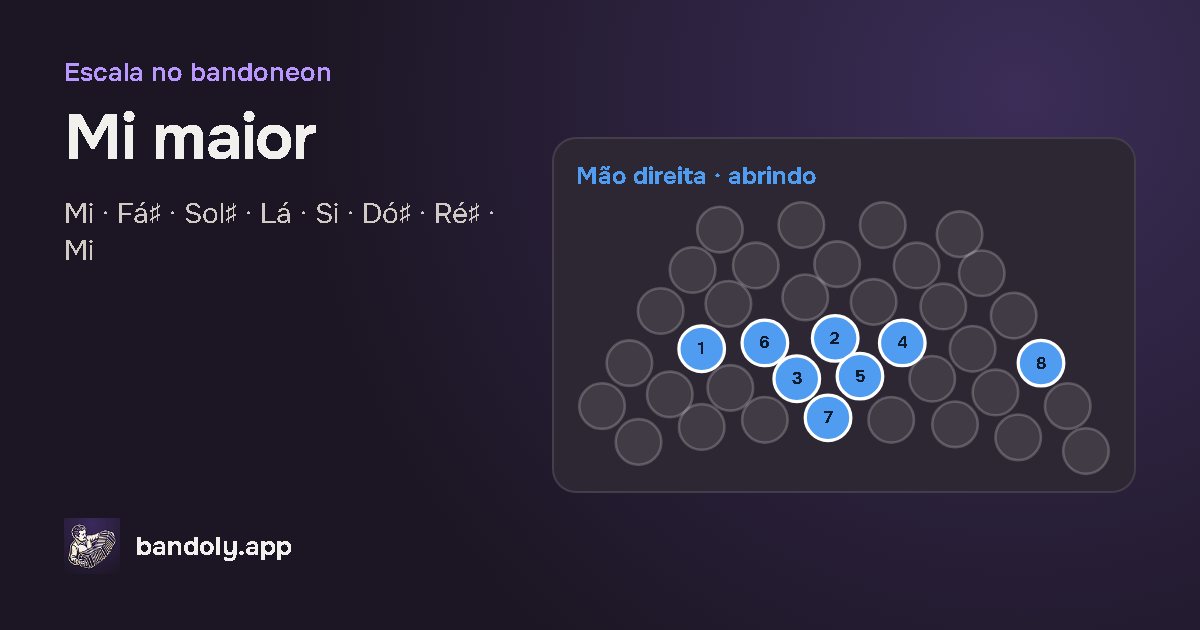 Escala no bandoneon
Mi maior
Mi · Fá♯ · Sol♯ · Lá · Si · Dó♯ · Ré♯ ·
Mi
Mão direita · abrindo
1
6
2
4
3
5
8
7
bandoly.app